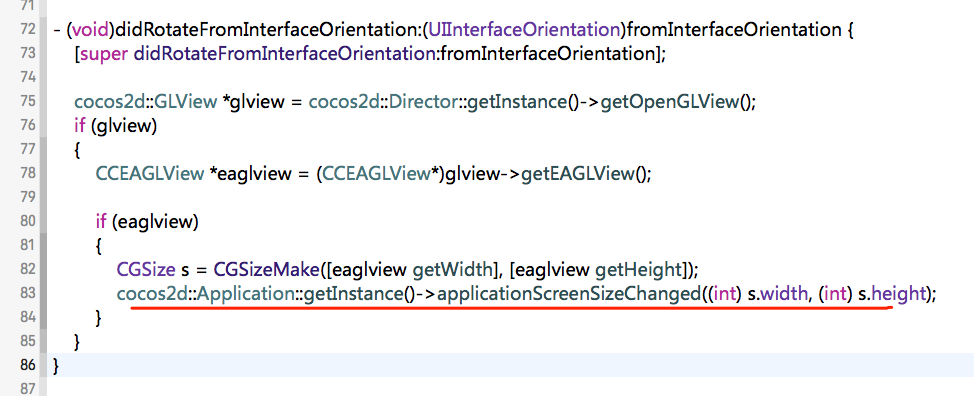 71
72 - (void)didRotateFromInterfaceOrientation:(UIInterfaceOrientation)fromInterfaceOrientation {
73 [super didRotateFromInterfaceOrientation:fromInterfaceOrientation];
74
75 cocos2d::GLView *glview = cocos2d::Director::getInstance()->getOpenGLView();
76 if (glview)
77 {
78 CCEAGLView *eaglview = (CCEAGLView*)glview->getEAGLView();
79
80 if (eaglview)
81 {
82 CGSize s = CGSizeMake([eaglview getWidth], [eaglview getHeight]);
83 cocos2d::Application::getInstance()->applicationScreenSizeChanged((int) s.width, (int) s.height);
84 }
85 }
86 }
87